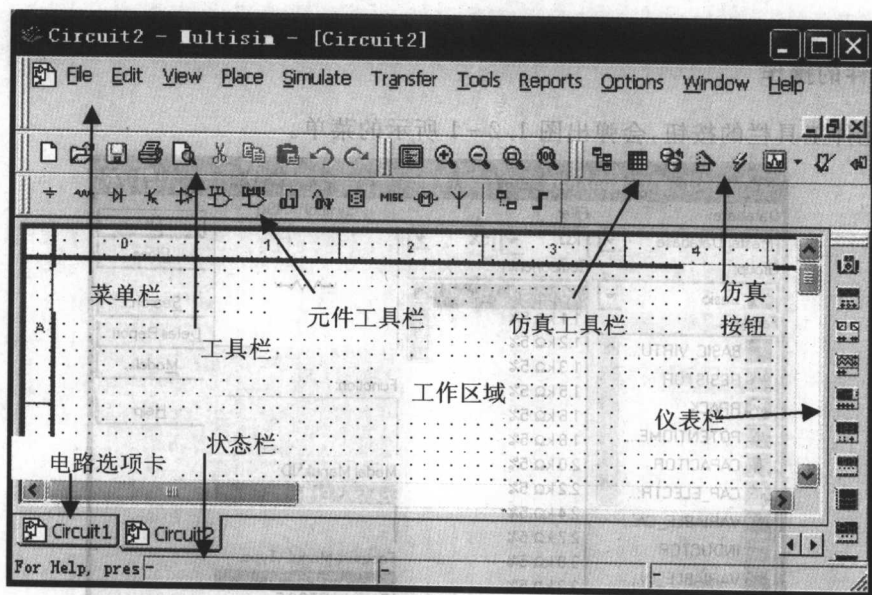 Circuit2 - Multisim - [Circuit2]
File Edit View Place Simulate Transfer Tools Reports Options Window Help
MISC
0 1 2 3 4
A
菜单栏
工具栏
元件工具栏
仿真工具栏
仿真
按钮
工作区域
仪表栏
状态栏
电路选项卡
Circuit1 Circuit2
For Help, pres